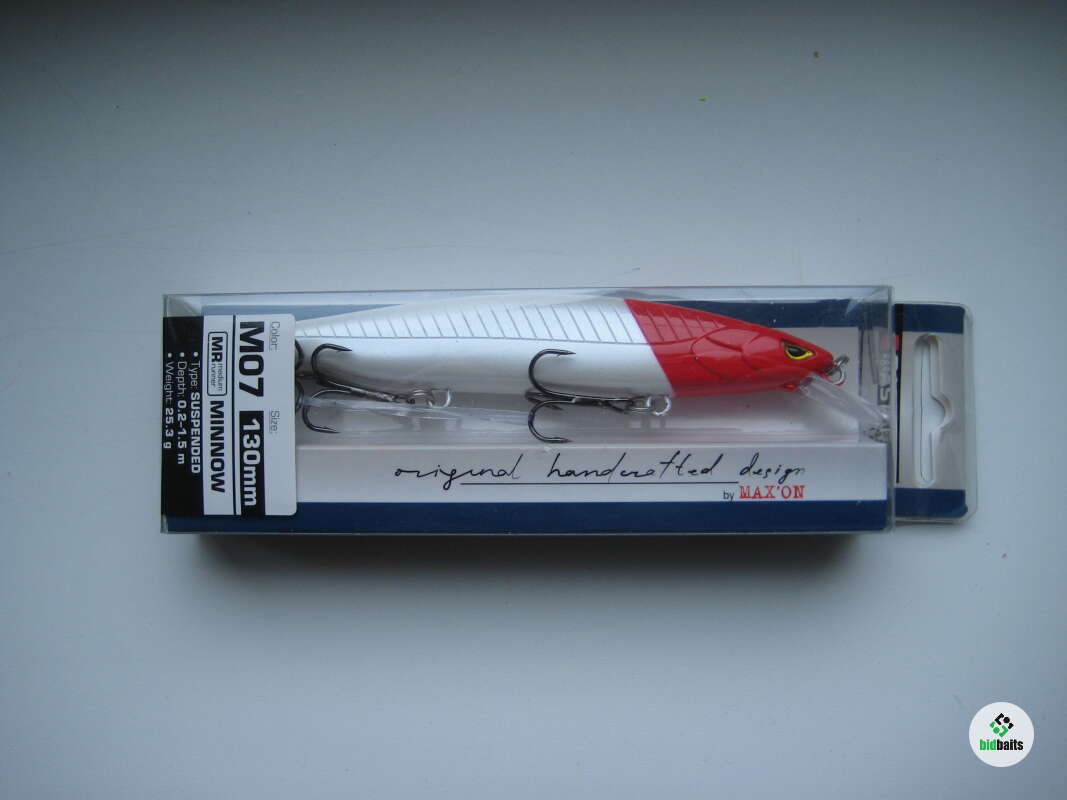 Color:
M07
Size:
130mm
MR medium runner
MINNOW
• Type: SUSPENDED
• Depth: 0.2-1.5 m
• Weight: 25.3 g
original handcrafted design
by MAX'ON
bidbaits